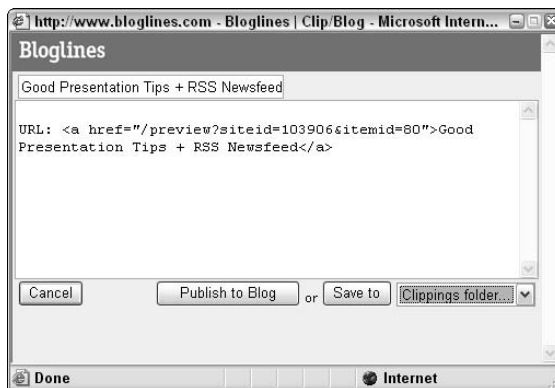 http://www.bloglines.com - Bloglines | Clip/Blog - Microsoft Intern...
Bloglines
Good Presentation Tips + RSS Newsfeed
URL: <a href="/preview?siteid=103906&itemid=80">Good
Presentation Tips + RSS Newsfeed</a>
Cancel Publish to Blog or Save to Clippings folder...
Done Internet